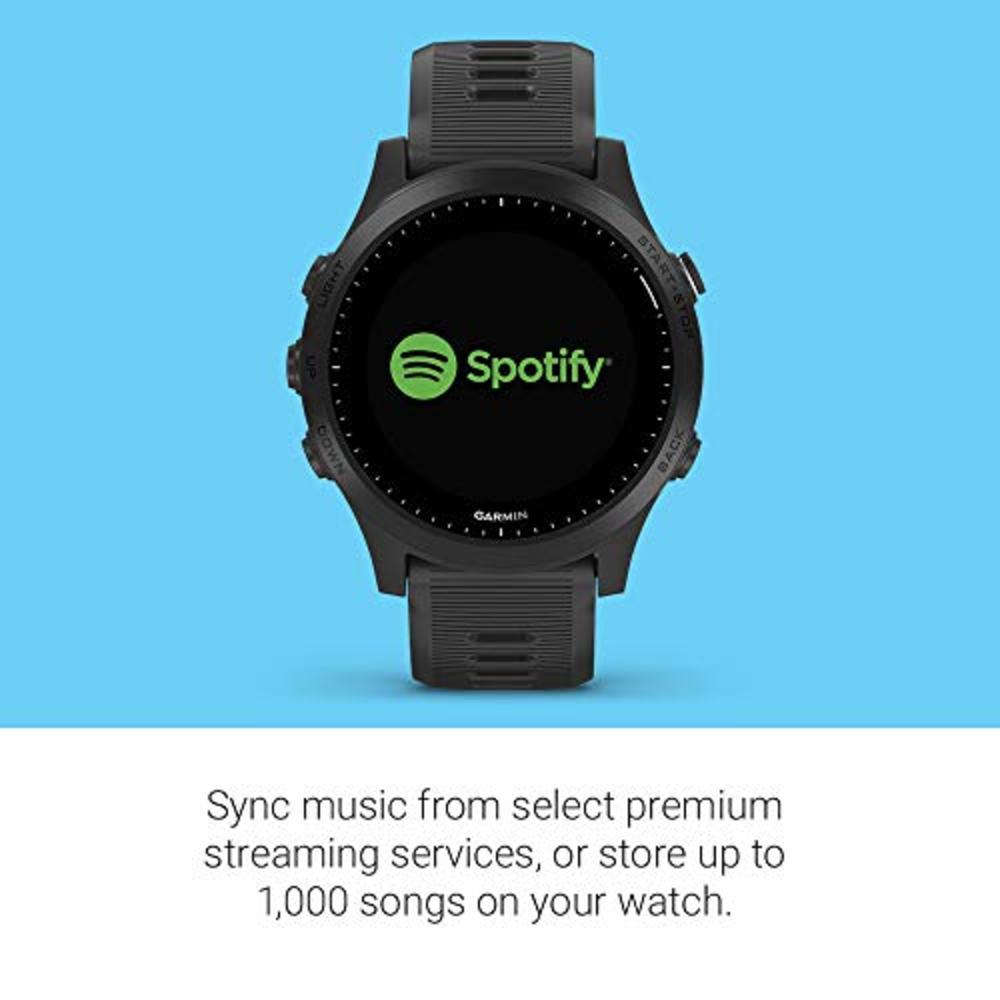 START·STOP
LIGHT
UP
Spotify®
DOWN
BACK
GARMIN
Sync music from select premium
streaming services, or store up to
1,000 songs on your watch.